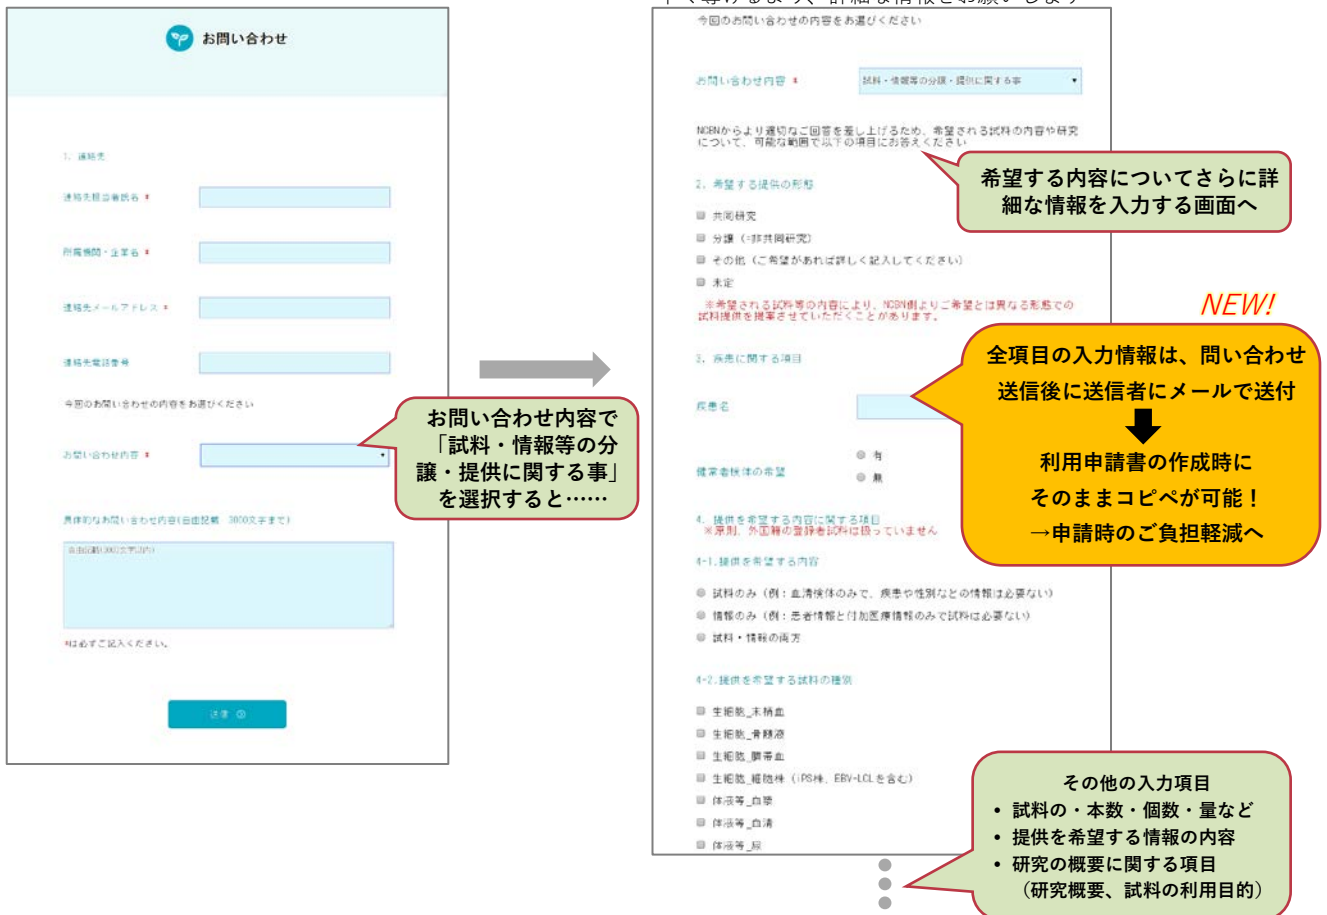 お問い合わせ
1. 連絡先
連絡先担当者氏名 *
所属機関・企業名 *
連絡先メールアドレス *
連絡先電話番号
今回のお問い合わせの内容をお選びください
お問い合わせ内容 *
具体的なお問い合わせ内容(自由記載 3000文字まで)
自由記載(3000文字以内)
*は必ずご記入ください。
送信
お問い合わせ内容で
「試料・情報等の分
譲・提供に関する事」
を選択すると……
早く導けるよう、詳細な情報をお願いします
今回のお問い合わせの内容をお選びください
お問い合わせ内容 *
試料・情報等の分譲・提供に関する事
NCBNからより適切なご回答を差し上げるため、希望される試料の内容や研究
について、可能な範囲で以下の項目にお答えください
希望する内容についてさらに詳
細な情報を入力する画面へ
2. 希望する提供の形態
共同研究
分譲（=非共同研究）
その他（ご希望があれば詳しく記入してください）
未定
※希望される試料等の内容により、NCBN側よりご希望とは異なる形態での
試料提供を提案させていただくことがあります。
NEW!
全項目の入力情報は、問い合わせ
送信後に送信者にメールで送付
利用申請書の作成時に
そのままコピペが可能！
→申請時のご負担軽減へ
3. 疾患に関する項目
疾患名
健常者検体の希望
有
無
4. 提供を希望する内容に関する項目
※原則、外国籍の登録者試料は扱っていません
4-1.提供を希望する内容
試料のみ（例：血清検体のみで、疾患や性別などの情報は必要ない）
情報のみ（例：患者情報と付加医療情報のみで試料は必要ない）
試料・情報の両方
4-2.提供を希望する試料の種別
生細胞_末梢血
生細胞_骨髄液
生細胞_臍帯血
生細胞_細胞株（iPS株、EBV-LCLを含む）
体液等_血漿
体液等_血清
体液等_尿
その他の入力項目
• 試料の・本数・個数・量など
• 提供を希望する情報の内容
• 研究の概要に関する項目
（研究概要、試料の利用目的）